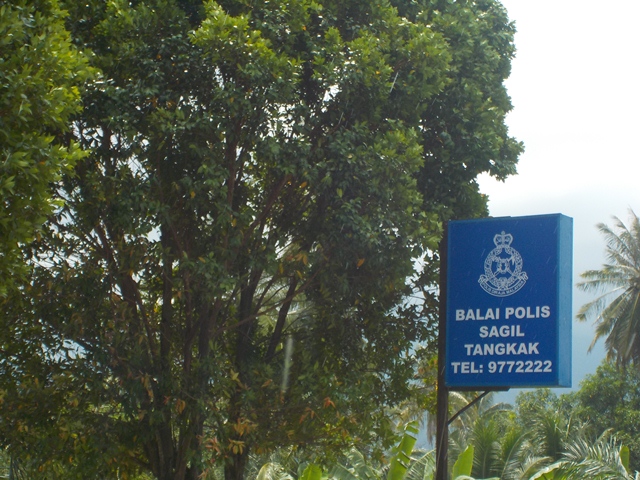 BALAI POLIS
SAGIL
TANGKAK
TEL: 9772222